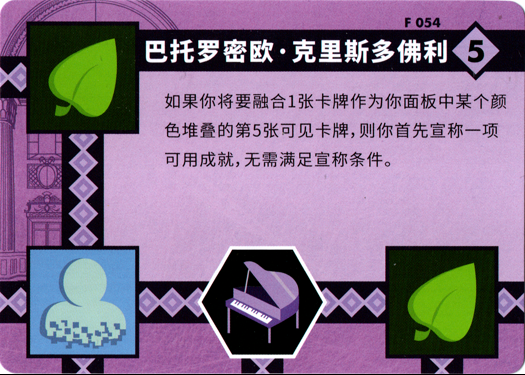 F 054
巴托罗密欧·克里斯多佛利
5
如果你将要融合1张卡牌作为你面板中某个颜
色堆叠的第5张可见卡牌,则你首先宣称一项
可用成就,无需满足宣称条件。